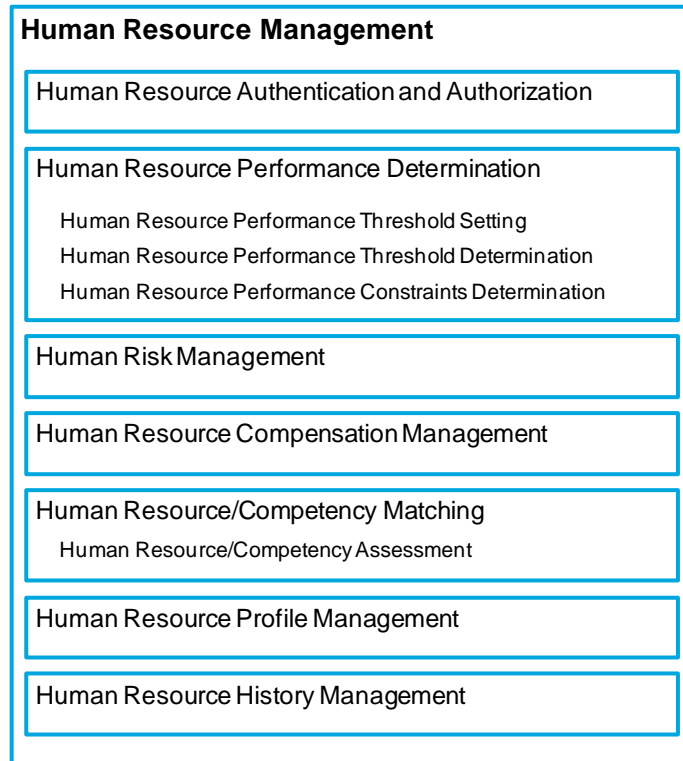 Human Resource Management
Human Resource Authentication and Authorization
Human Resource Performance Determination
Human Resource Performance Threshold Setting
Human Resource Performance Threshold Determination
Human Resource Performance Constraints Determination
Human Risk Management
Human Resource Compensation Management
Human Resource/Competency Matching
Human Resource/Competency Assessment
Human Resource Profile Management
Human Resource History Management